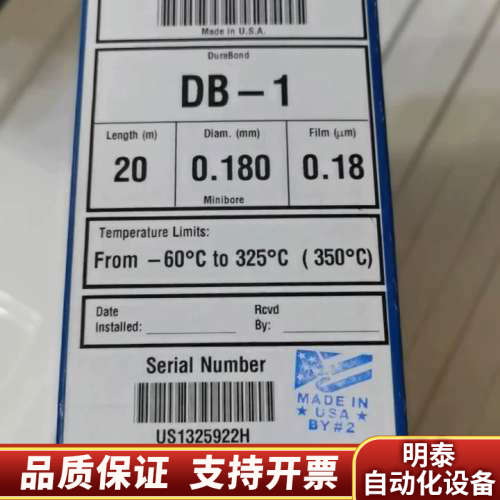 Made in U.S.A.
DuraBond
DB-1
Length (m)
Diam. (mm)
Film (μm)
20
0.180
0.18
Minibore
Temperature Limits:
From -60°C to 325°C (350°C)
Date
Installed:
Rcvd
By:
Serial Number
US1325922H
MADE IN
★ USA ★
BY#2
品质保证 支持开票
明泰
自动化设备